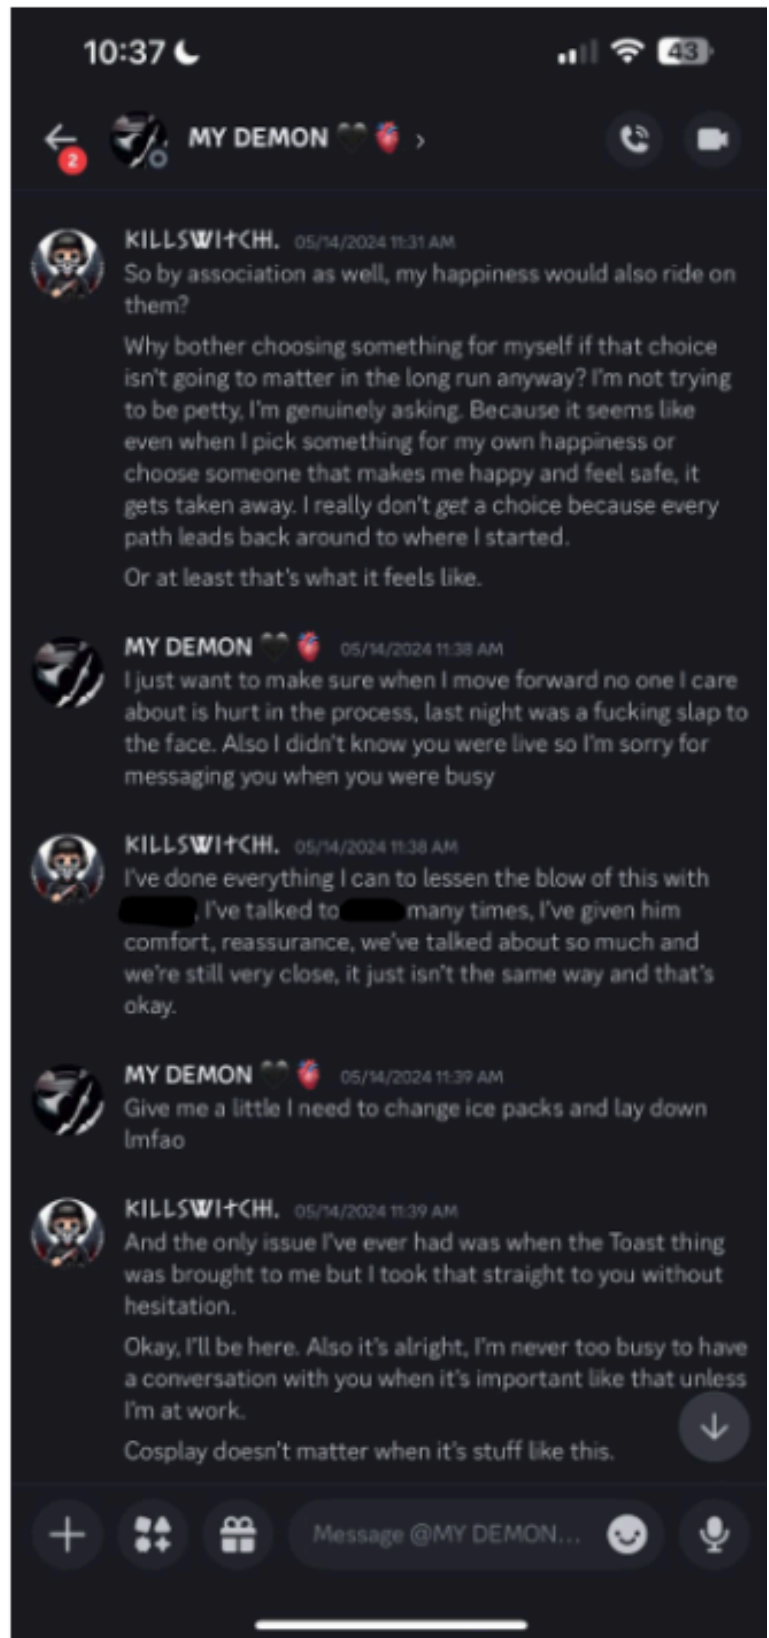 10:37
43
2
MY DEMON 🖤 🫀 ›
KILLSWITCH. 05/14/2024 11:31 AM
So by association as well, my happiness would also ride on
them?
Why bother choosing something for myself if that choice
isn't going to matter in the long run anyway? I'm not trying
to be petty, I'm genuinely asking. Because it seems like
even when I pick something for my own happiness or
choose someone that makes me happy and feel safe, it
gets taken away. I really don't get a choice because every
path leads back around to where I started.
Or at least that's what it feels like.
MY DEMON 🖤 🫀 05/14/2024 11:38 AM
I just want to make sure when I move forward no one I care
about is hurt in the process, last night was a fucking slap to
the face. Also I didn't know you were live so I'm sorry for
messaging you when you were busy
KILLSWITCH. 05/14/2024 11:38 AM
I've done everything I can to lessen the blow of this with
, I've talked to many times, I've given him
comfort, reassurance, we've talked about so much and
we're still very close, it just isn't the same way and that's
okay.
MY DEMON 🖤 🫀 05/14/2024 11:39 AM
Give me a little I need to change ice packs and lay down
lmfao
KILLSWITCH. 05/14/2024 11:39 AM
And the only issue I've ever had was when the Toast thing
was brought to me but I took that straight to you without
hesitation.
Okay, I'll be here. Also it's alright, I'm never too busy to have
a conversation with you when it's important like that unless
I'm at work.
Cosplay doesn't matter when it's stuff like this.
Message @MY DEMON...